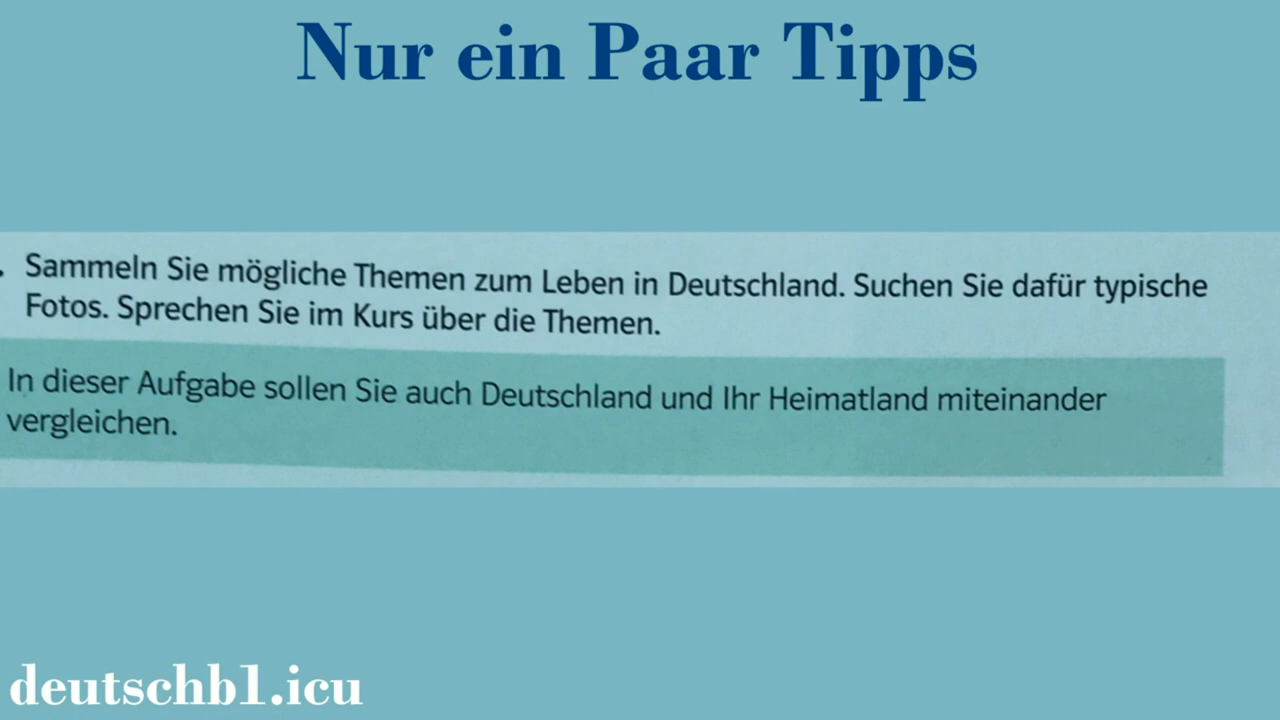 Nur ein Paar Tipps
. Sammeln Sie mögliche Themen zum Leben in Deutschland. Suchen Sie dafür typische
Fotos. Sprechen Sie im Kurs über die Themen.
In dieser Aufgabe sollen Sie auch Deutschland und Ihr Heimatland miteinander
vergleichen.
deutschb1.icu